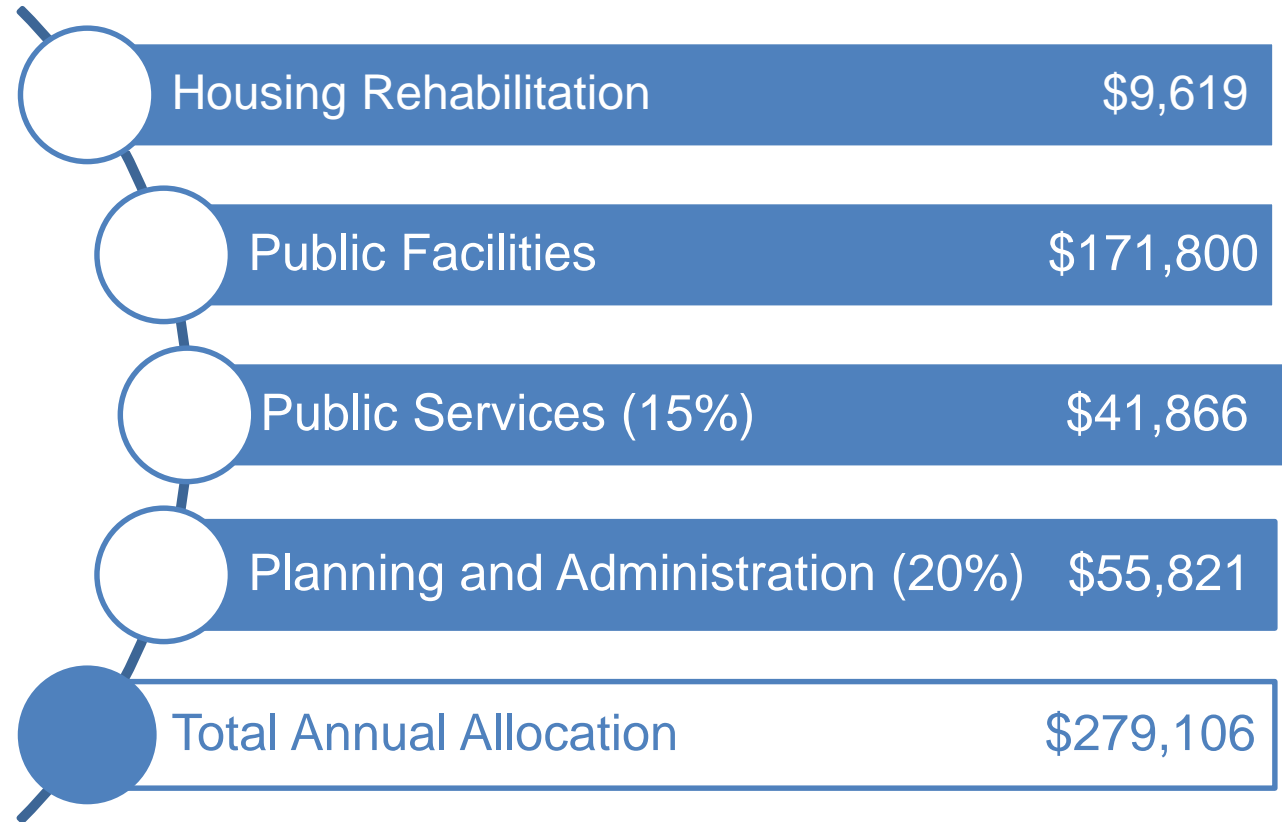 Housing Rehabilitation $9,619
Public Facilities $171,800
Public Services (15%) $41,866
Planning and Administration (20%) $55,821
Total Annual Allocation $279,106